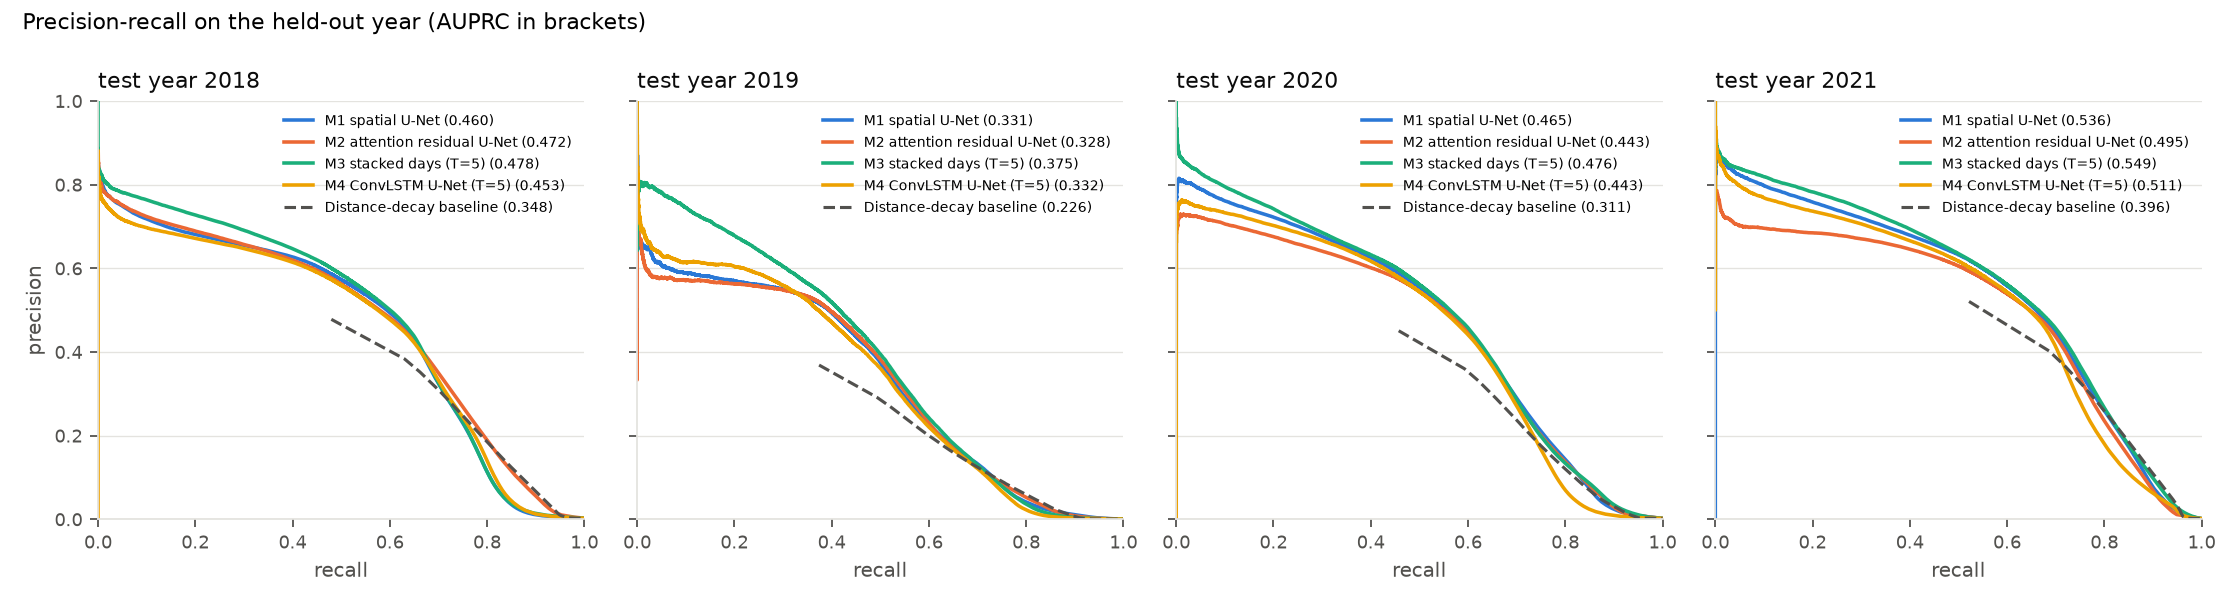 Precision-recall on the held-out year (AUPRC in brackets)
test year 2018
M1 spatial U-Net (0.460)
M2 attention residual U-Net (0.472)
M3 stacked days (T=5) (0.478)
M4 ConvLSTM U-Net (T=5) (0.453)
Distance-decay baseline (0.348)
precision
1.0
0.8
0.6
0.4
0.2
0.0
0.0 0.2 0.4 0.6 0.8 1.0
recall
test year 2019
M1 spatial U-Net (0.331)
M2 attention residual U-Net (0.328)
M3 stacked days (T=5) (0.375)
M4 ConvLSTM U-Net (T=5) (0.332)
Distance-decay baseline (0.226)
0.0 0.2 0.4 0.6 0.8 1.0
recall
test year 2020
M1 spatial U-Net (0.465)
M2 attention residual U-Net (0.443)
M3 stacked days (T=5) (0.476)
M4 ConvLSTM U-Net (T=5) (0.443)
Distance-decay baseline (0.311)
0.0 0.2 0.4 0.6 0.8 1.0
recall
test year 2021
M1 spatial U-Net (0.536)
M2 attention residual U-Net (0.495)
M3 stacked days (T=5) (0.549)
M4 ConvLSTM U-Net (T=5) (0.511)
Distance-decay baseline (0.396)
0.0 0.2 0.4 0.6 0.8 1.0
recall